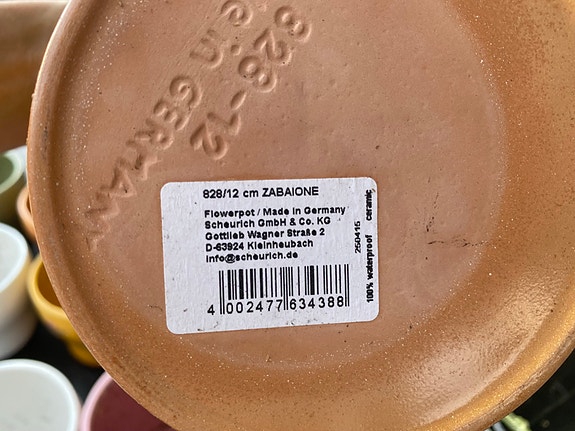 828-12
e in GERMANY
828/12 cm ZABAIONE
Flowerpot / Made in Germany
Scheurich GmbH & Co. KG
Gottlieb Wagner Straße 2
D-63924 Kleinheubach
info@scheurich.de
250415
100% waterproof ceramic
4 002477 634388